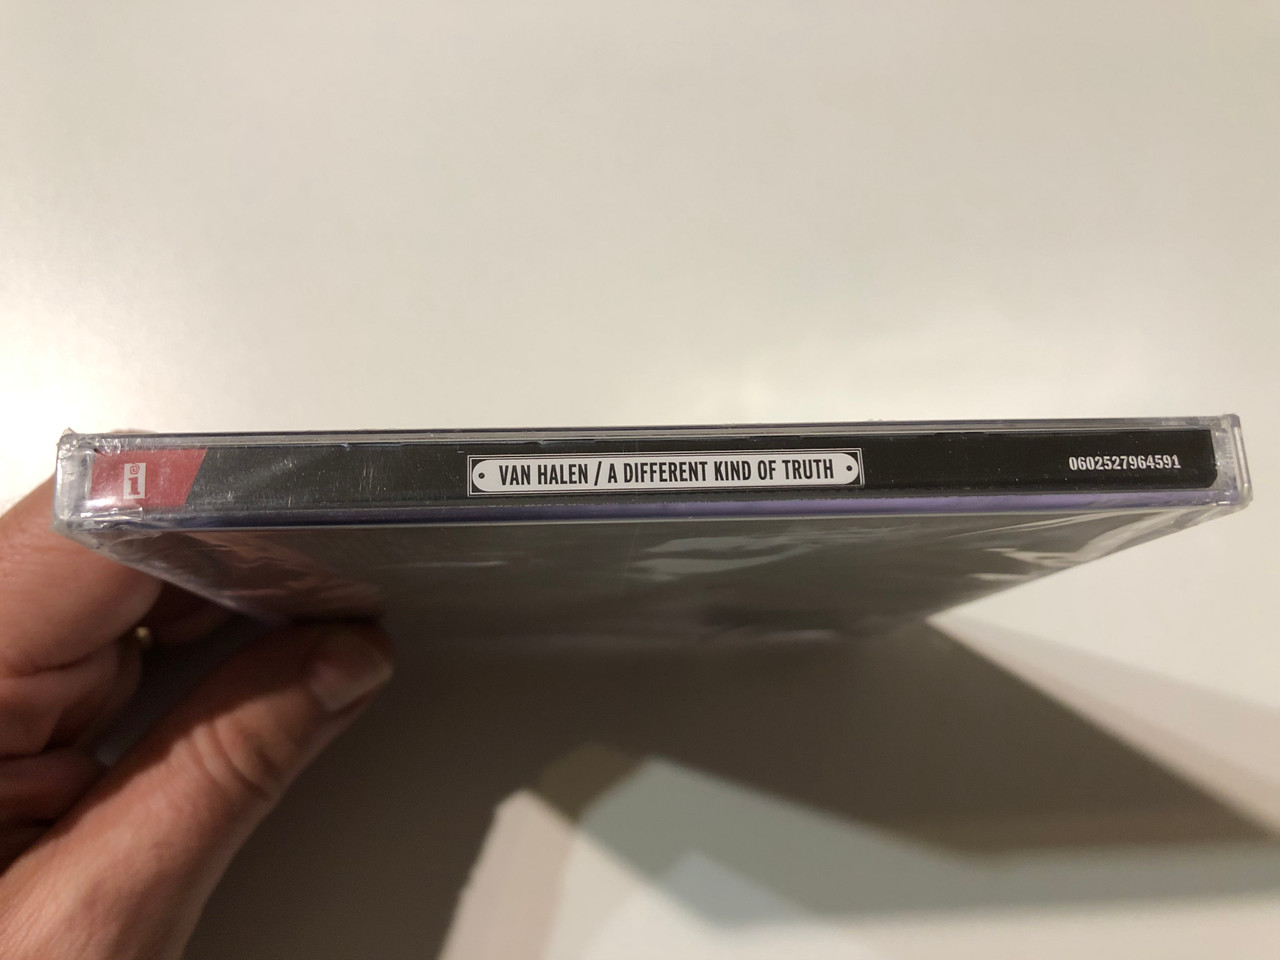 @i
VAN HALEN / A DIFFERENT KIND OF TRUTH
0602527964591